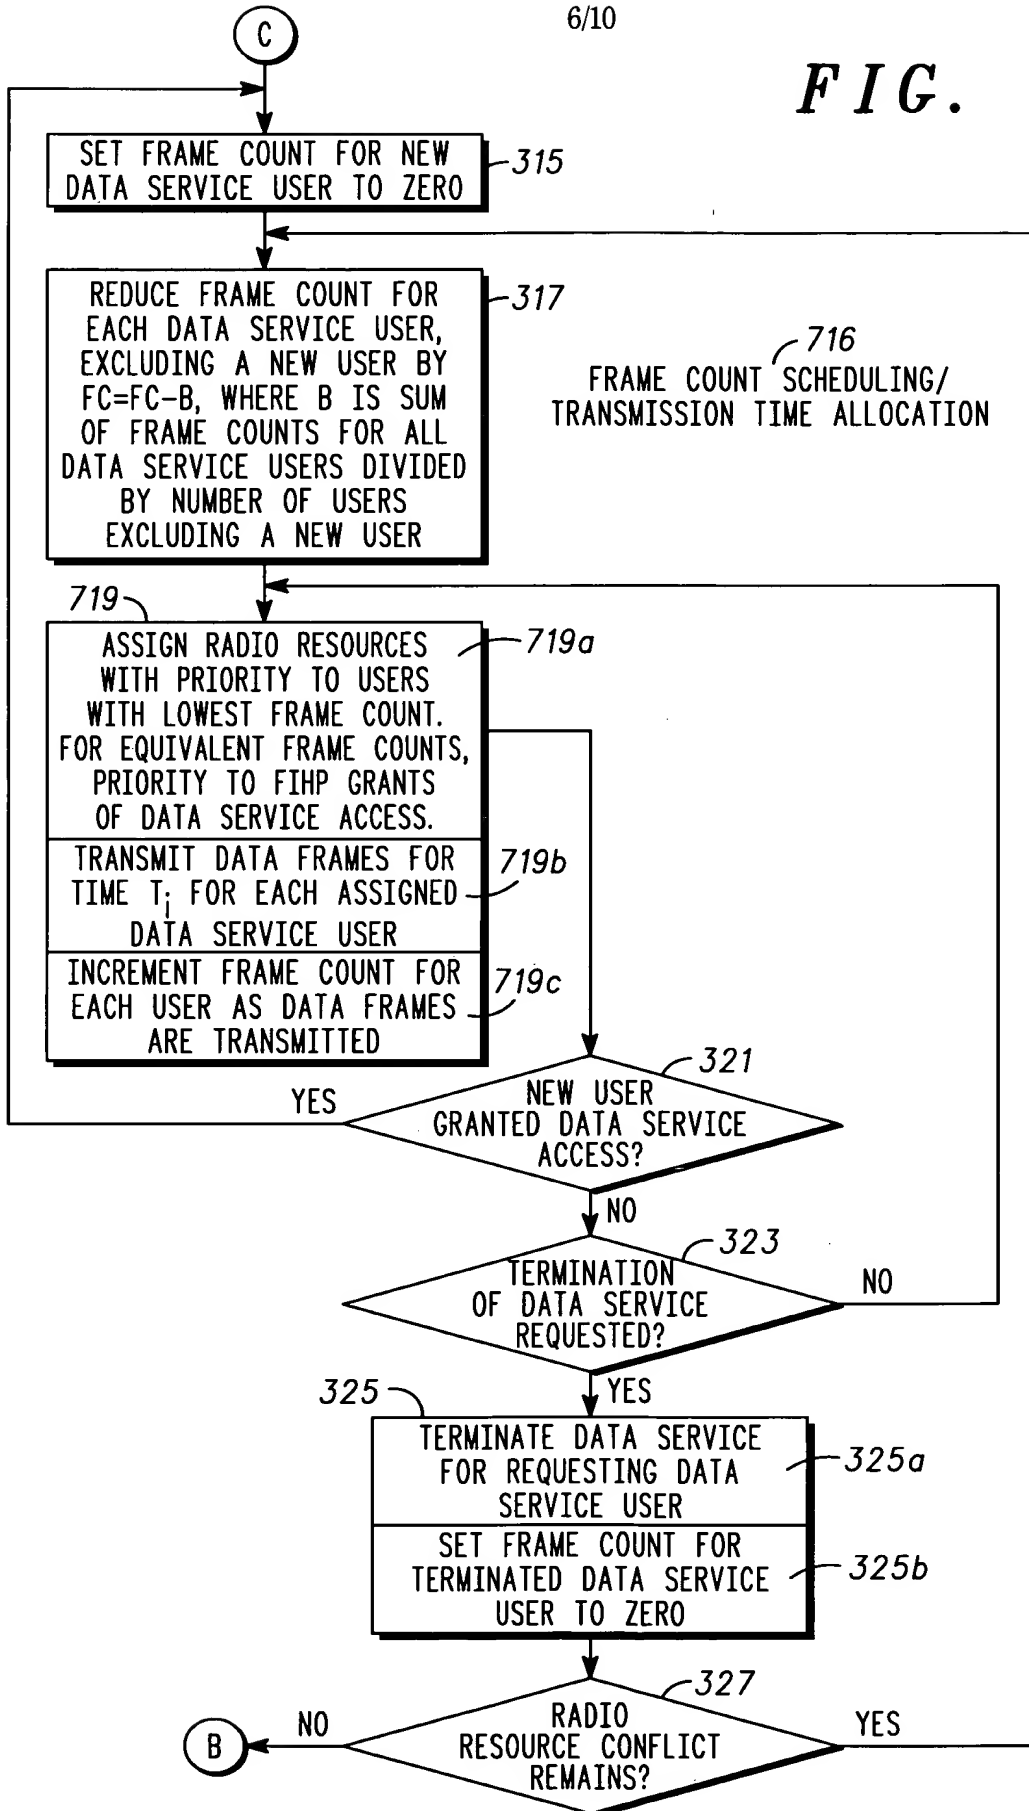 6/10
C
FIG.
SET FRAME COUNT FOR NEW
DATA SERVICE USER TO ZERO
315
REDUCE FRAME COUNT FOR
EACH DATA SERVICE USER,
EXCLUDING A NEW USER BY
FC=FC-B, WHERE B IS SUM
OF FRAME COUNTS FOR ALL
DATA SERVICE USERS DIVIDED
BY NUMBER OF USERS
EXCLUDING A NEW USER
317
716
FRAME COUNT SCHEDULING/
TRANSMISSION TIME ALLOCATION
719
ASSIGN RADIO RESOURCES
WITH PRIORITY TO USERS
WITH LOWEST FRAME COUNT.
FOR EQUIVALENT FRAME COUNTS,
PRIORITY TO FIHP GRANTS
OF DATA SERVICE ACCESS.
719a
TRANSMIT DATA FRAMES FOR
TIME Tj FOR EACH ASSIGNED
DATA SERVICE USER
719b
INCREMENT FRAME COUNT FOR
EACH USER AS DATA FRAMES
ARE TRANSMITTED
719c
321
YES
NEW USER
GRANTED DATA SERVICE
ACCESS?
NO
323
TERMINATION
OF DATA SERVICE
REQUESTED?
NO
YES
325
TERMINATE DATA SERVICE
FOR REQUESTING DATA
SERVICE USER
325a
SET FRAME COUNT FOR
TERMINATED DATA SERVICE
USER TO ZERO
325b
327
RADIO
RESOURCE CONFLICT
REMAINS?
NO
YES
B